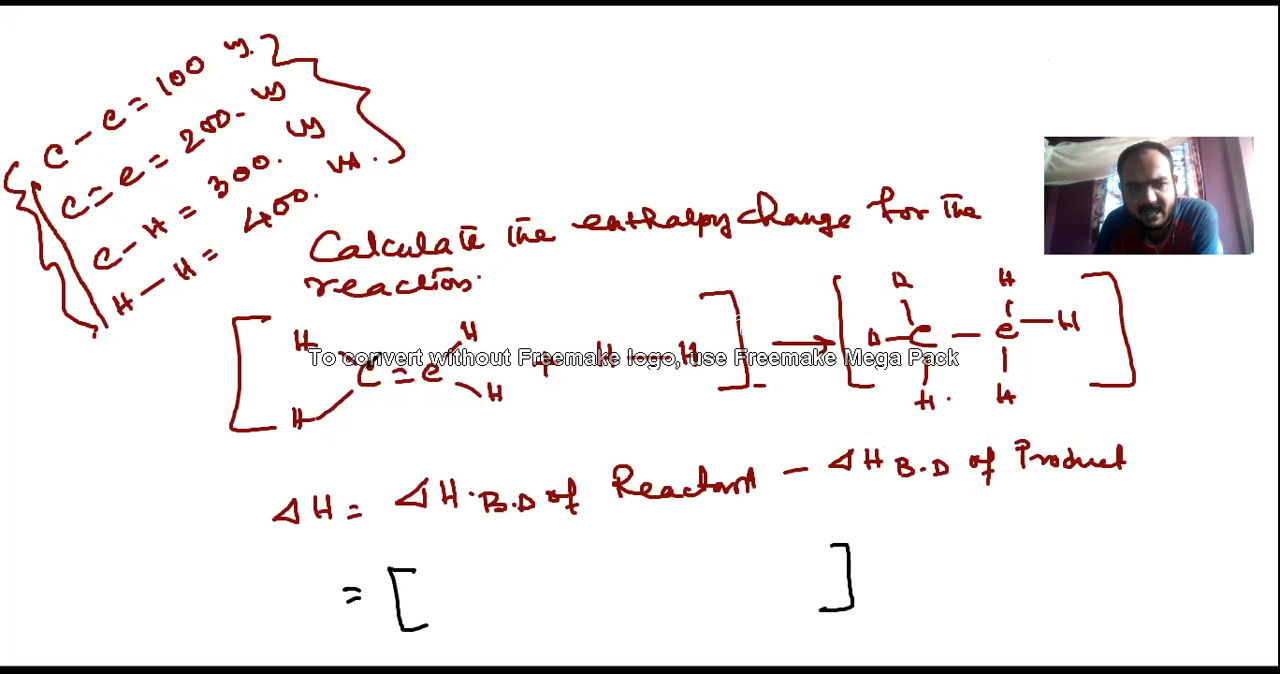 C - C = 100 kJ.
C = C = 200. kJ
C - H = 300. kJ
H - H = 400. kJ.
Calculate the enthalpy change for the
reaction.
H H H H
C = C + H - H → H - C - C - H
H H H. H
To convert without Freemake logo, use Freemake Mega Pack
ΔH = ΔH.B.D of Reactant - ΔH B.D of Product
= [ ]